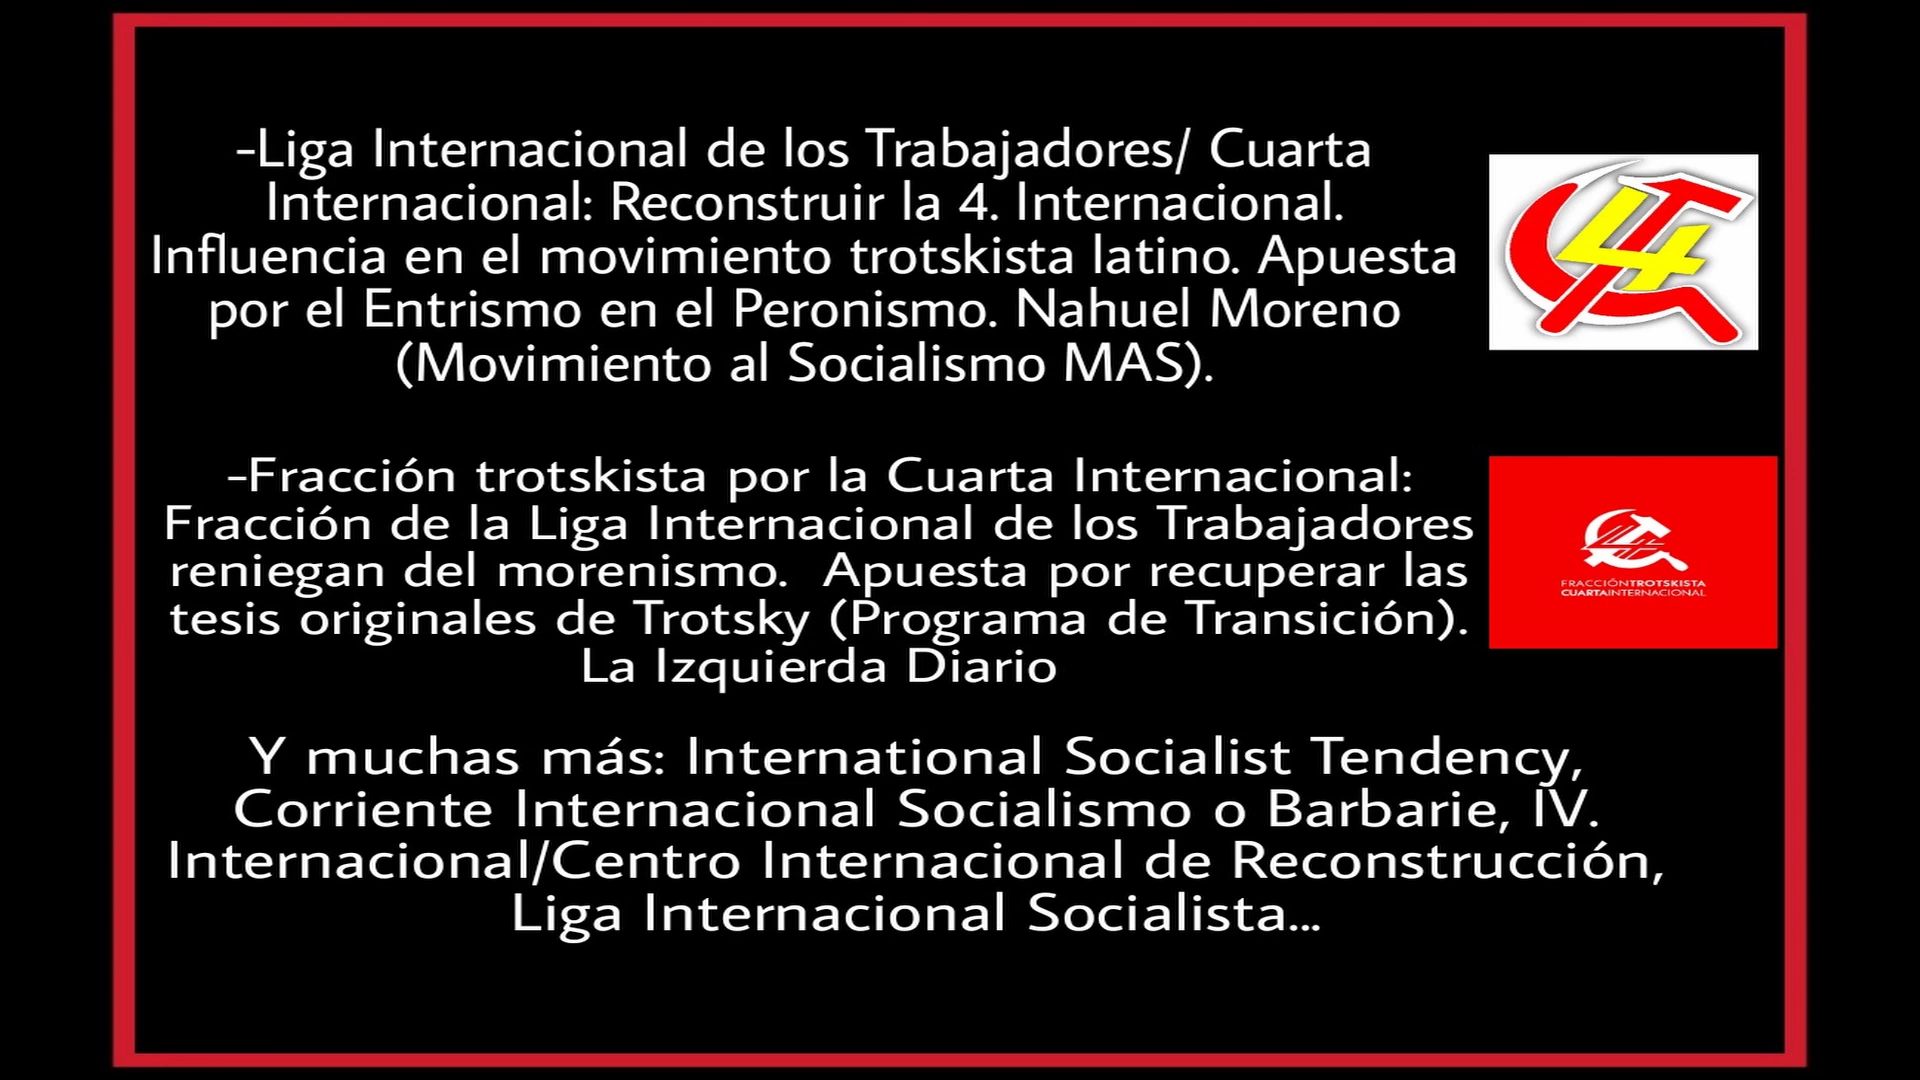 -Liga Internacional de los Trabajadores/ Cuarta
Internacional: Reconstruir la 4. Internacional.
Influencia en el movimiento trotskista latino. Apuesta
por el Entrismo en el Peronismo. Nahuel Moreno
(Movimiento al Socialismo MAS).
4
-Fracción trotskista por la Cuarta Internacional:
Fracción de la Liga Internacional de los Trabajadores
reniegan del morenismo.  Apuesta por recuperar las
tesis originales de Trotsky (Programa de Transición).
La Izquierda Diario
4
FRACCIÓNTROTSKISTA
CUARTAINTERNACIONAL
Y muchas más: International Socialist Tendency,
Corriente Internacional Socialismo o Barbarie, IV.
Internacional/Centro Internacional de Reconstrucción,
Liga Internacional Socialista...